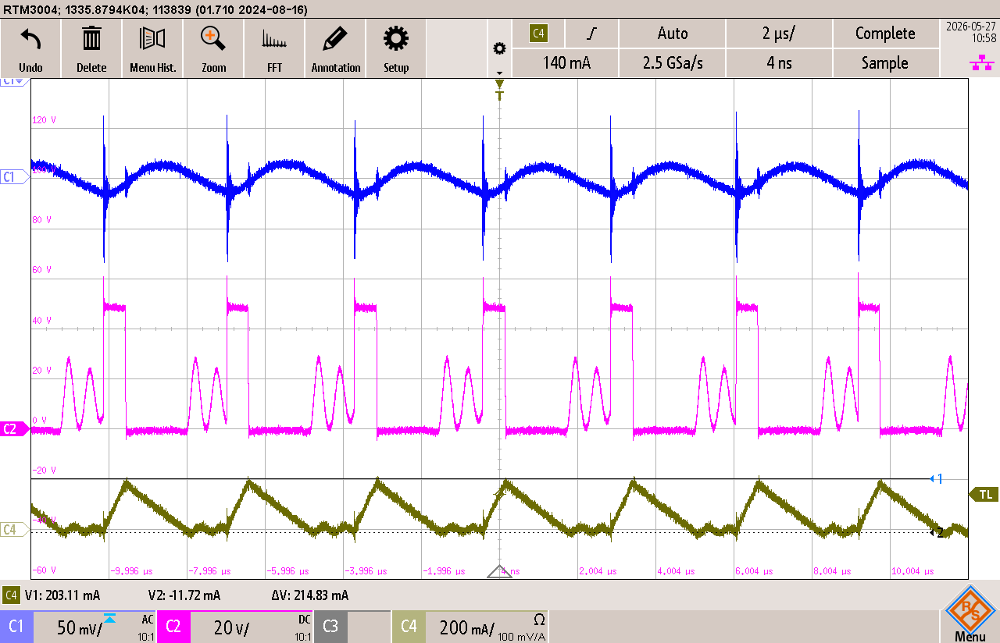 RTM3004; 1335.8794K04; 113839 (01.710 2024-08-16)
Undo
Delete
Menu Hist.
Zoom
FFT
Annotation
Setup
C4
Auto
2 µs/
Complete
140 mA
2.5 GSa/s
4 ns
Sample
2026-05-27
10:58
C1
T
120 V
C1
100 V
80 V
60 V
40 V
20 V
C2
0 V
-20 V
1
TL
-40 V
C4
2
-60 V
-9,996 µs
-7,996 µs
-5,996 µs
-3,996 µs
-1,996 µs
4 ns
2,004 µs
4,004 µs
6,004 µs
8,004 µs
10,004 µs
C4
V1: 203.11 mA
V2: -11.72 mA
ΔV: 214.83 mA
C1
50 mV/
AC
10:1
C2
20 V/
DC
10:1
C3
C4
200 mA/
Ω
100 mV/A
R S
Menu